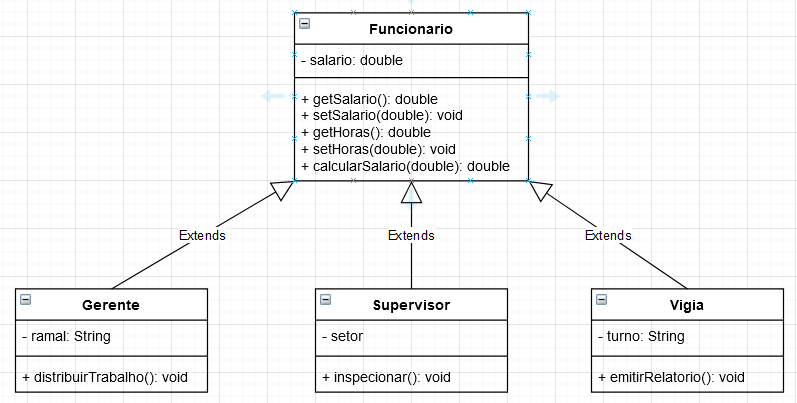 Funcionario
- salario: double
+ getSalario(): double
+ setSalario(double): void
+ getHoras(): double
+ setHoras(double): void
+ calcularSalario(double): double
Extends
Extends
Extends
Gerente
- ramal: String
+ distribuirTrabalho(): void
Supervisor
- setor
+ inspecionar(): void
Vigia
- turno: String
+ emitirRelatorio(): void